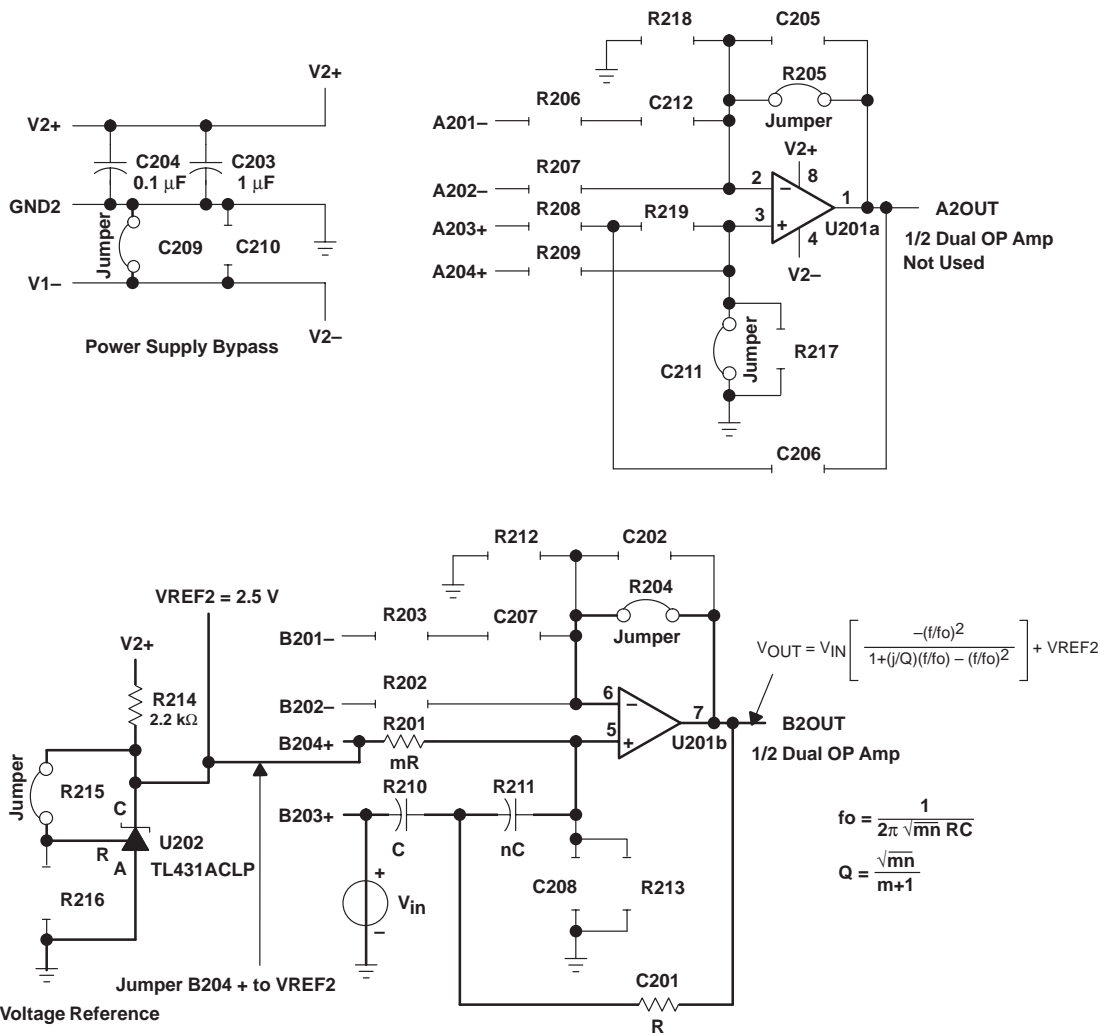 V2+
V2+
C204
0.1 μF
C203
1 μF
GND2
Jumper
C209
C210
V1–
V2–
Power Supply Bypass
R218
C205
R205
Jumper
R206
C212
A201–
R207
A202–
R208
A203+
R219
R209
A204+
V2+
8
2
–
3
+
1
4
U201a
V2–
A2OUT
1/2 Dual OP Amp
Not Used
Jumper
C211
R217
C206
R212
C202
R204
Jumper
VREF2 = 2.5 V
V2+
R214
2.2 kΩ
Jumper
R215
C
R
A
U202
TL431ACLP
R216
Voltage Reference
Jumper B204 + to VREF2
R203
C207
B201–
R202
B202–
R201
B204+
mR
R210
R211
B203+
C
nC
+
Vin
–
6
–
5
+
7
U201b
C208
R213
C201
R
VOUT = VIN [ –(f/fo)2 / 1+(j/Q)(f/fo) – (f/fo)2 ] + VREF2
B2OUT
1/2 Dual OP Amp
fo = 1 / 2π √mn RC
Q = √mn / m+1